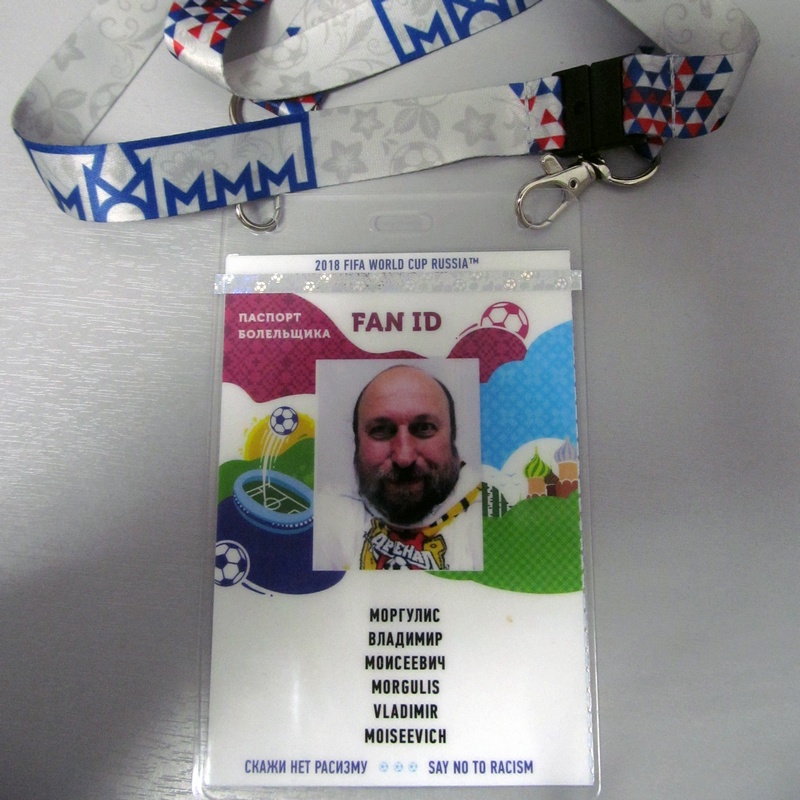 2018 FIFA WORLD CUP RUSSIA™
ПАСПОРТ
БОЛЕЛЬЩИКА
FAN ID
АРСЕНАЛ
МОРГУЛИС
ВЛАДИМИР
МОИСЕЕВИЧ
MORGULIS
VLADIMIR
MOISEEVICH
СКАЖИ НЕТ РАСИЗМУ SAY NO TO RACISM